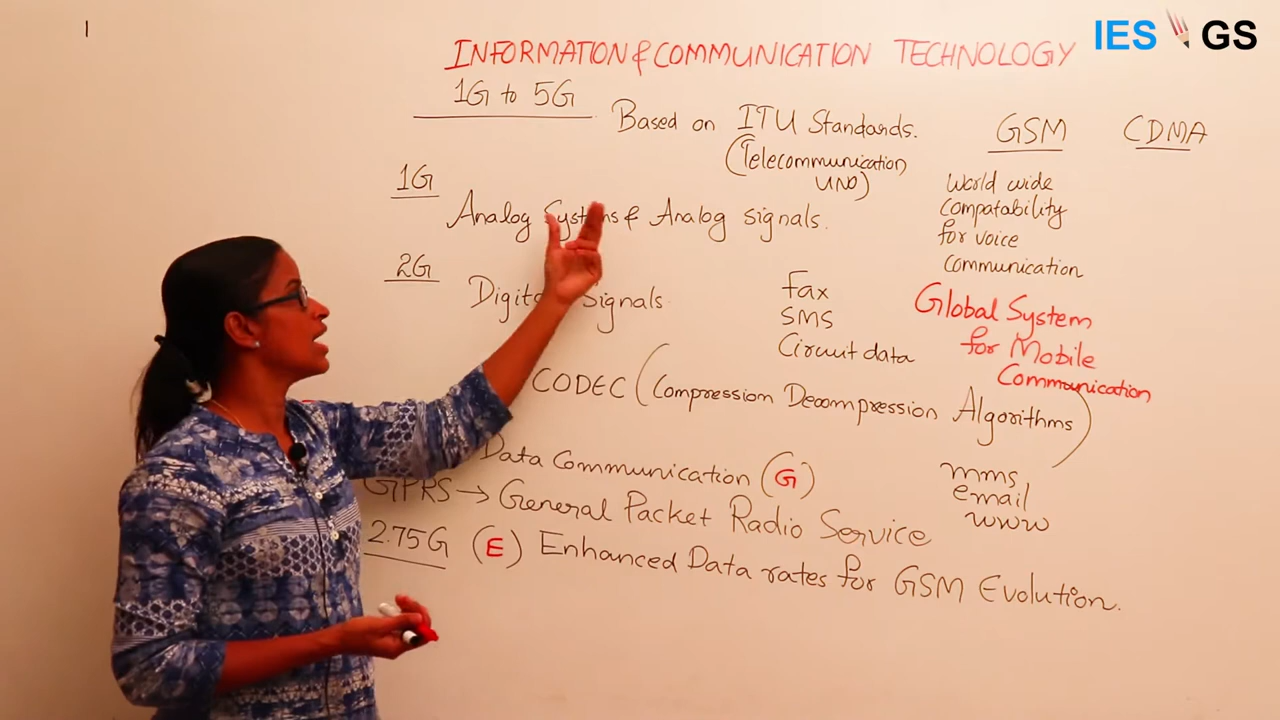 IES GS
INFORMATION & COMMUNICATION TECHNOLOGY
1G to 5G
Based on ITU Standards.
(Telecommunication
UNO)
GSM CDMA
World wide
Compatability
for voice
Communication
1G
Analog Systems & Analog signals.
2G
Digital Signals
Fax
SMS
Circuit data
Global System
for Mobile
Communication
CODEC (Compression Decompression Algorithms)
Data Communication (G)
mms
email
www
GPRS → General Packet Radio Service
2.75G (E) Enhanced Data rates for GSM Evolution.